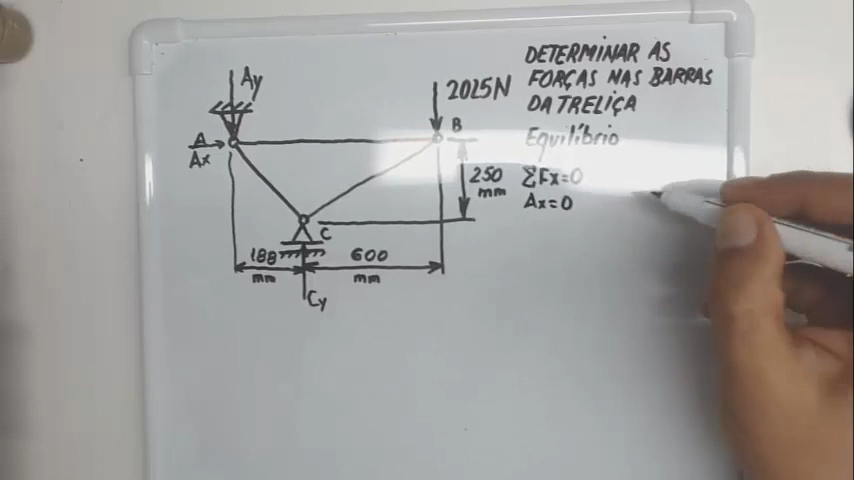 DETERMINAR AS
FORÇAS NAS BARRAS
DA TRELIÇA
Equilíbrio
ΣFx=0
Ax=0
Ay
2025N
A
Ax
B
250
mm
C
188
mm
600
mm
Cy